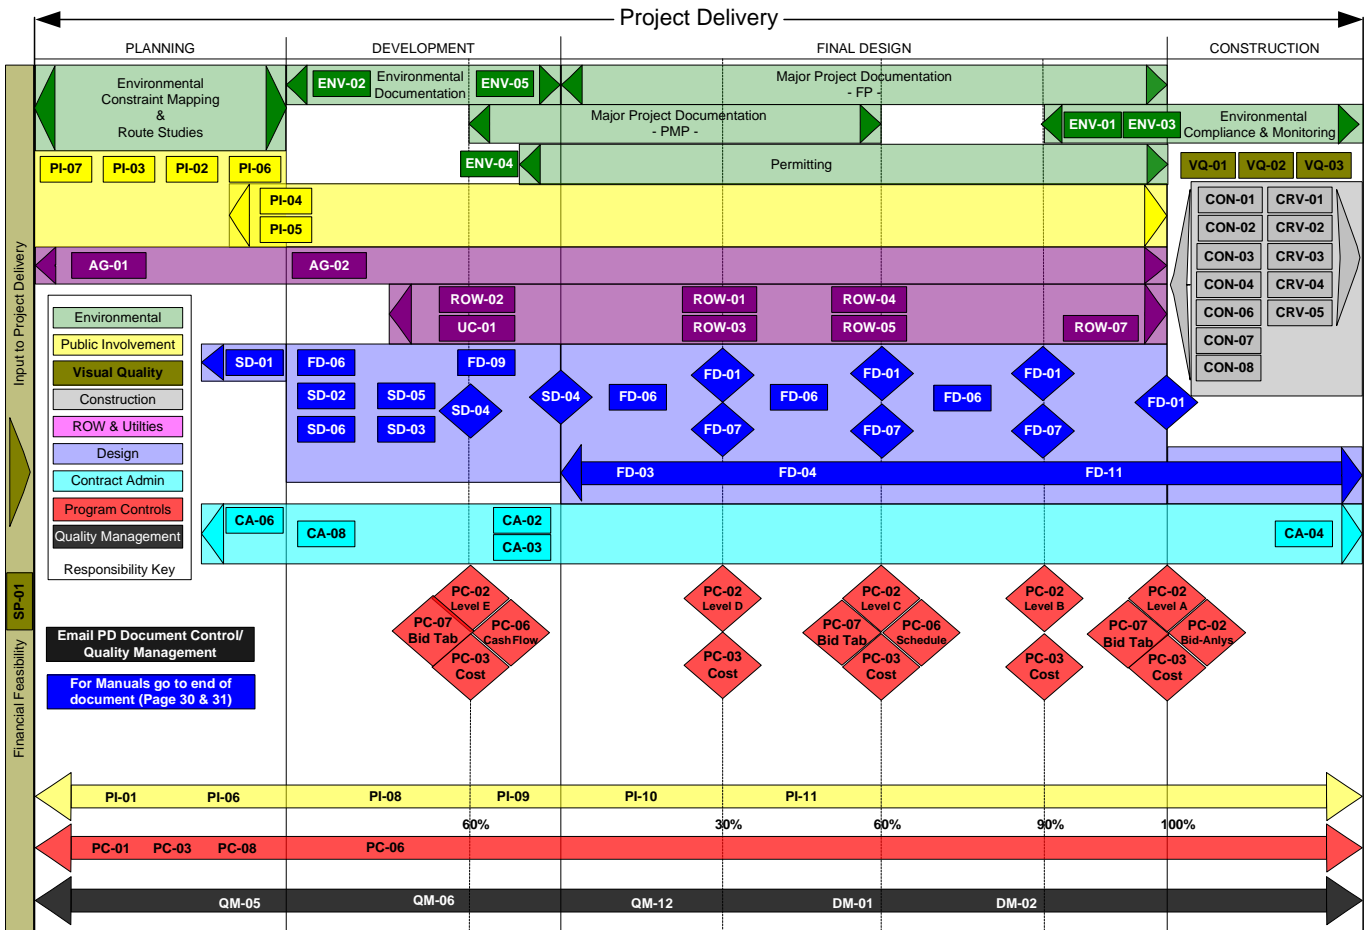 Project Delivery
PLANNING
DEVELOPMENT
FINAL DESIGN
CONSTRUCTION
Input to Project Delivery
SP-01
Financial Feasibility
Environmental
Constraint Mapping
&
Route Studies
ENV-02
Environmental
Documentation
ENV-05
Major Project Documentation
- FP -
Major Project Documentation
- PMP -
ENV-01
ENV-03
Environmental
Compliance & Monitoring
ENV-04
Permitting
PI-07
PI-03
PI-02
PI-06
VQ-01
VQ-02
VQ-03
PI-04
PI-05
CON-01
CRV-01
CON-02
CRV-02
CON-03
CRV-03
CON-04
CRV-04
CON-06
CRV-05
CON-07
CON-08
AG-01
AG-02
ROW-02
ROW-01
ROW-04
UC-01
ROW-03
ROW-05
ROW-07
Environmental
Public Involvement
Visual Quality
Construction
ROW & Utilties
Design
Contract Admin
Program Controls
Quality Management
Responsibility Key
SD-01
FD-06
FD-09
FD-01
FD-01
FD-01
SD-02
SD-05
SD-04
SD-04
FD-06
FD-06
FD-06
FD-01
SD-06
SD-03
FD-07
FD-07
FD-07
FD-03
FD-04
FD-11
CA-06
CA-08
CA-02
CA-03
CA-04
PC-02
Level E
PC-07
Bid Tab
PC-06
CashFlow
PC-03
Cost
PC-02
Level D
PC-03
Cost
PC-02
Level C
PC-07
Bid Tab
PC-06
Schedule
PC-03
Cost
PC-02
Level B
PC-03
Cost
PC-02
Level A
PC-07
Bid Tab
PC-02
Bid-Anlys
PC-03
Cost
Email PD Document Control/
Quality Management
For Manuals go to end of
document (Page 30 & 31)
PI-01
PI-06
PI-08
PI-09
PI-10
PI-11
60%
30%
60%
90%
100%
PC-01
PC-03
PC-08
PC-06
QM-05
QM-06
QM-12
DM-01
DM-02